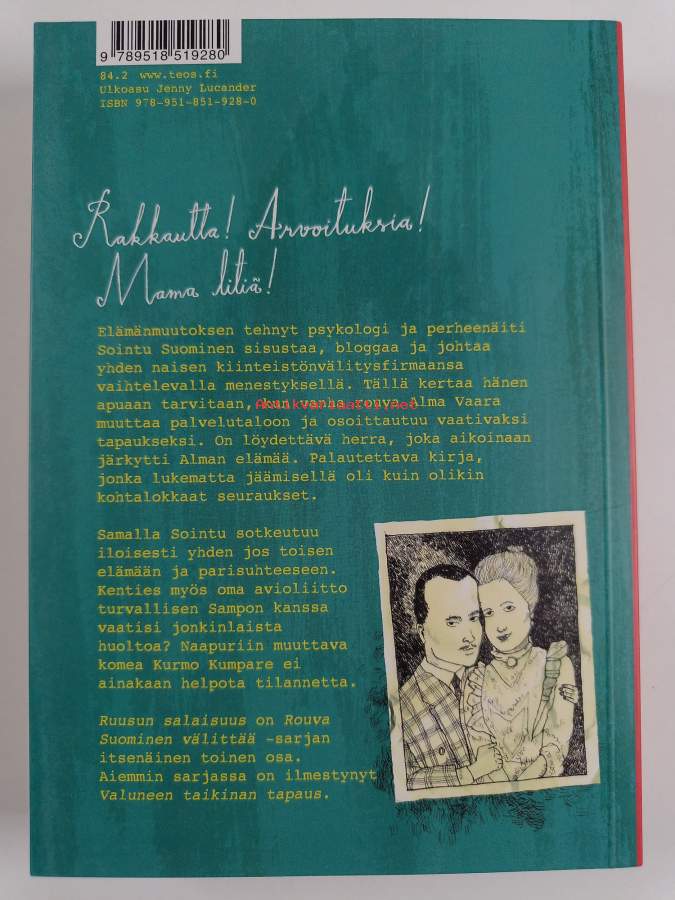 9 789518 519280
84.2 www.teos.fi
Ulkoasu Jenny Lucander
ISBN 978-951-851-928-0
Rakkautta! Arvoituksia!
Mama litiä!
Elämänmuutoksen tehnyt psykologi ja perheenäiti
Sointu Suominen sisustaa, bloggaa ja johtaa
yhden naisen kiinteistönvälitysfirmaansa
vaihtelevalla menestyksellä. Tällä kertaa hänen
apuaan tarvitaan, kun vanha rouva Alma Vaara
Antikvariaatti.net
muuttaa palvelutaloon ja osoittautuu vaativaksi
tapaukseksi. On löydettävä herra, joka aikoinaan
järkytti Alman elämää. Palautettava kirja,
jonka lukematta jäämisellä oli kuin olikin
kohtalokkaat seuraukset.
Samalla Sointu sotkeutuu
iloisesti yhden jos toisen
elämään ja parisuhteeseen.
Kenties myös oma avioliitto
turvallisen Sampon kanssa
vaatisi jonkinlaista
huoltoa? Naapuriin muuttava
komea Kurmo Kumpare ei
ainakaan helpota tilannetta.
Ruusun salaisuus on Rouva
Suominen välittää -sarjan
itsenäinen toinen osa.
Aiemmin sarjassa on ilmestynyt
Valuneen taikinan tapaus.